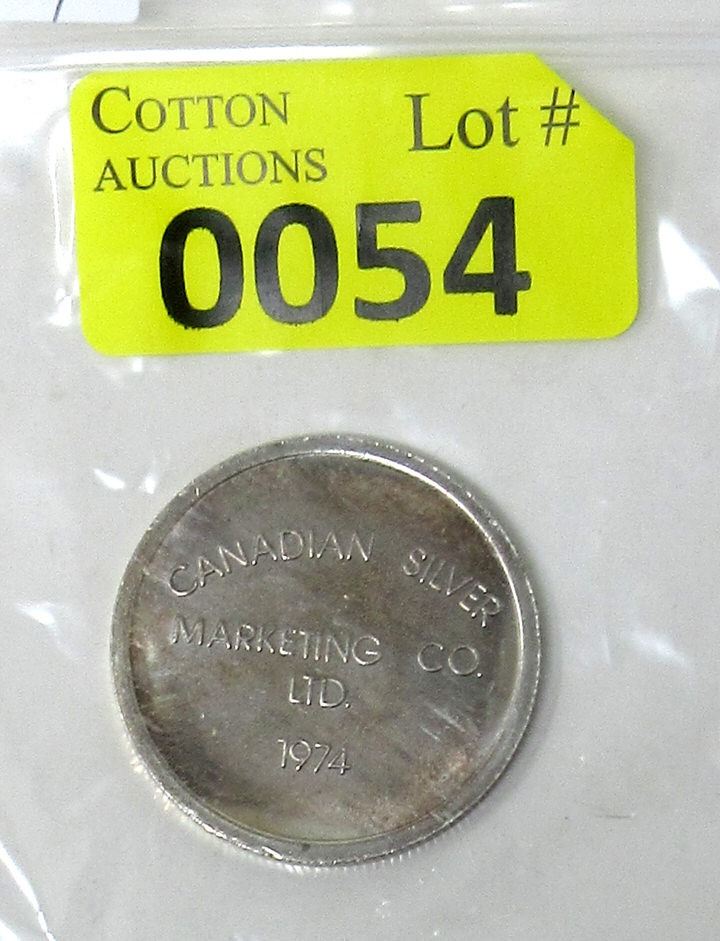 COTTON
AUCTIONS
Lot #
0054
CANADIAN SILVER
MARKETING CO.
LTD.
1974